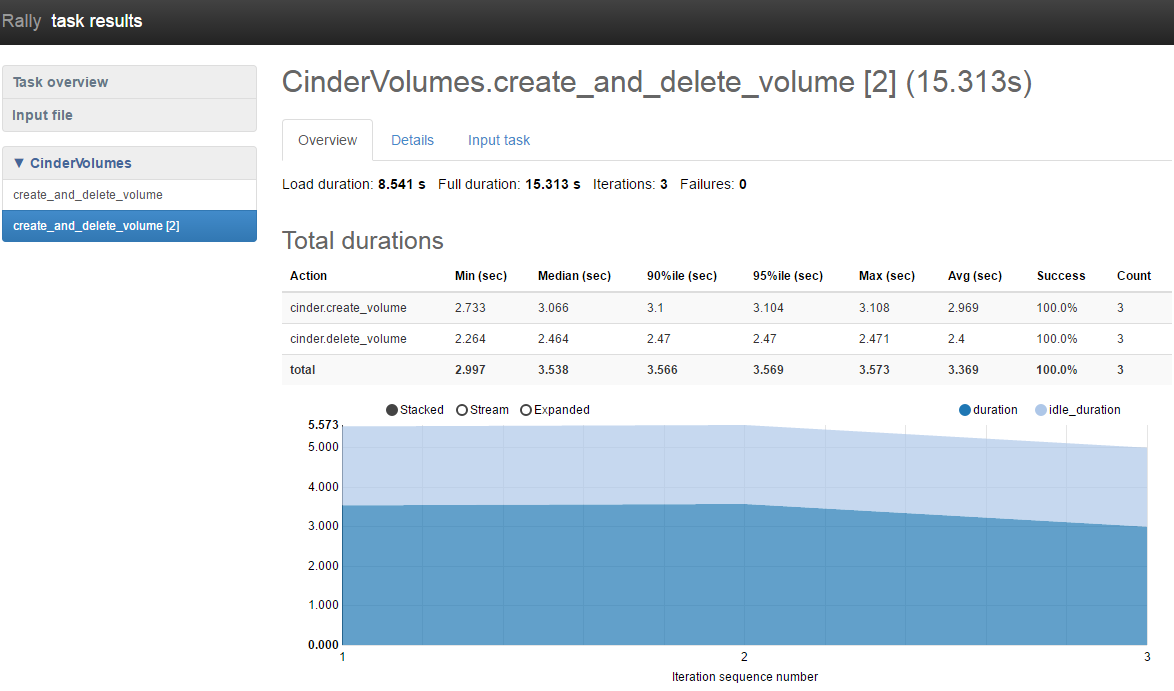 Rally task results
Task overview
Input file
▼ CinderVolumes
create_and_delete_volume
create_and_delete_volume [2]
CinderVolumes.create_and_delete_volume [2] (15.313s)
Overview Details Input task
Load duration: 8.541 s Full duration: 15.313 s Iterations: 3 Failures: 0
Total durations
Action Min (sec) Median (sec) 90%ile (sec) 95%ile (sec) Max (sec) Avg (sec) Success Count
cinder.create_volume 2.733 3.066 3.1 3.104 3.108 2.969 100.0% 3
cinder.delete_volume 2.264 2.464 2.47 2.47 2.471 2.4 100.0% 3
total 2.997 3.538 3.566 3.569 3.573 3.369 100.0% 3
Stacked Stream Expanded duration idle_duration
5.573
5.000
4.000
3.000
2.000
1.000
0.000
1 2 3
Iteration sequence number